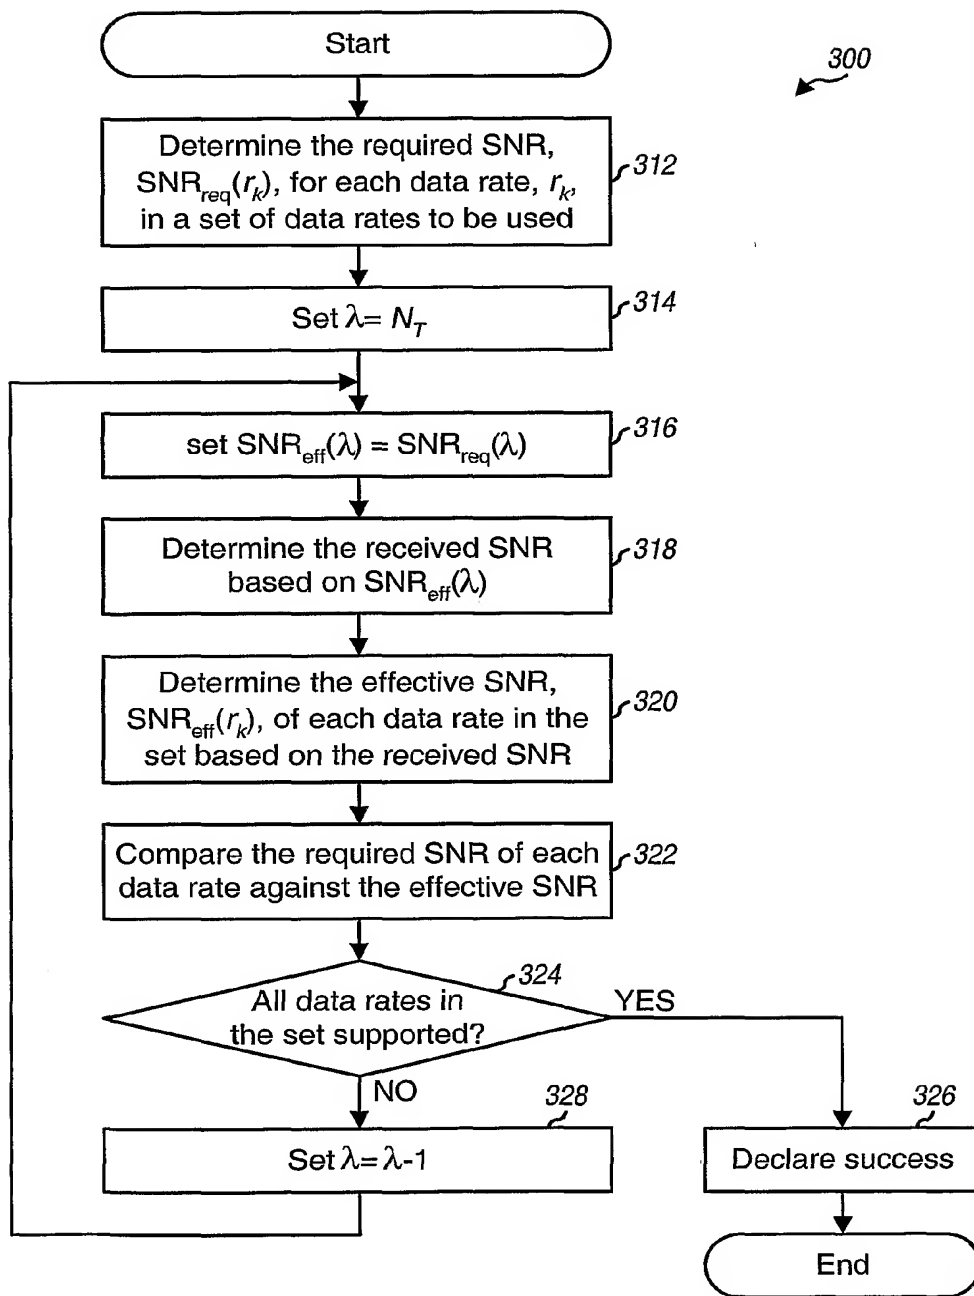 Start
300
Determine the required SNR,
SNRreq(rk), for each data rate, rk,
in a set of data rates to be used
312
Set λ= NT
314
set SNReff(λ) = SNRreq(λ)
316
Determine the received SNR
based on SNReff(λ)
318
Determine the effective SNR,
SNReff(rk), of each data rate in the
set based on the received SNR
320
Compare the required SNR of each
data rate against the effective SNR
322
324
All data rates in
the set supported?
YES
NO
328
Set λ= λ-1
326
Declare success
End